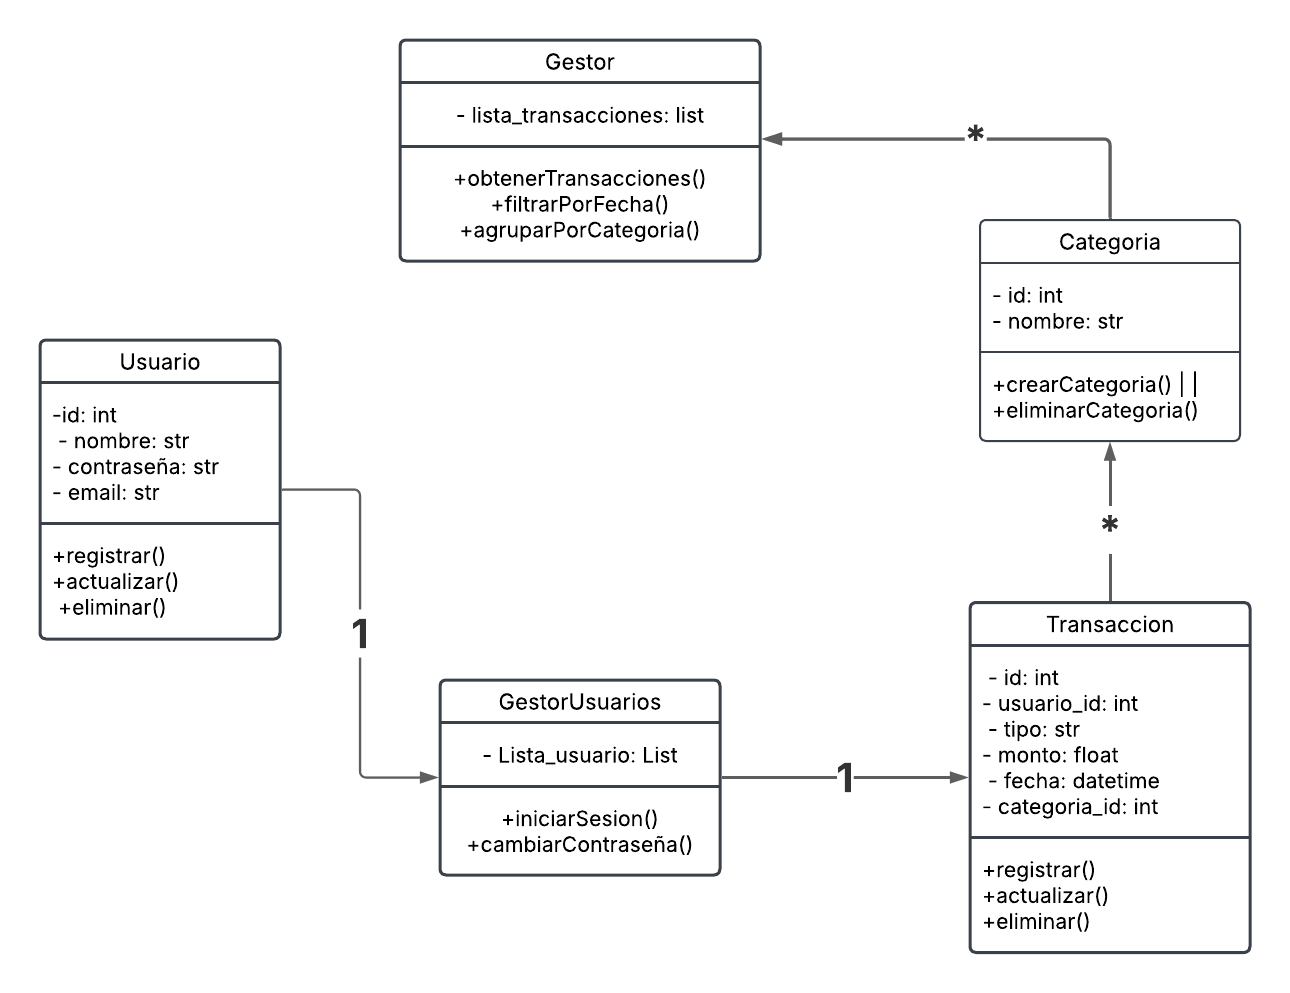 Gestor
- lista_transacciones: list
+obtenerTransacciones()
+filtrarPorFecha()
+agruparPorCategoria()
*
Categoria
- id: int
- nombre: str
+crearCategoria() | |
+eliminarCategoria()
Usuario
-id: int
- nombre: str
- contraseña: str
- email: str
+registrar()
+actualizar()
+eliminar()
1
*
GestorUsuarios
- Lista_usuario: List
+iniciarSesion()
+cambiarContraseña()
1
Transaccion
- id: int
- usuario_id: int
- tipo: str
- monto: float
- fecha: datetime
- categoria_id: int
+registrar()
+actualizar()
+eliminar()